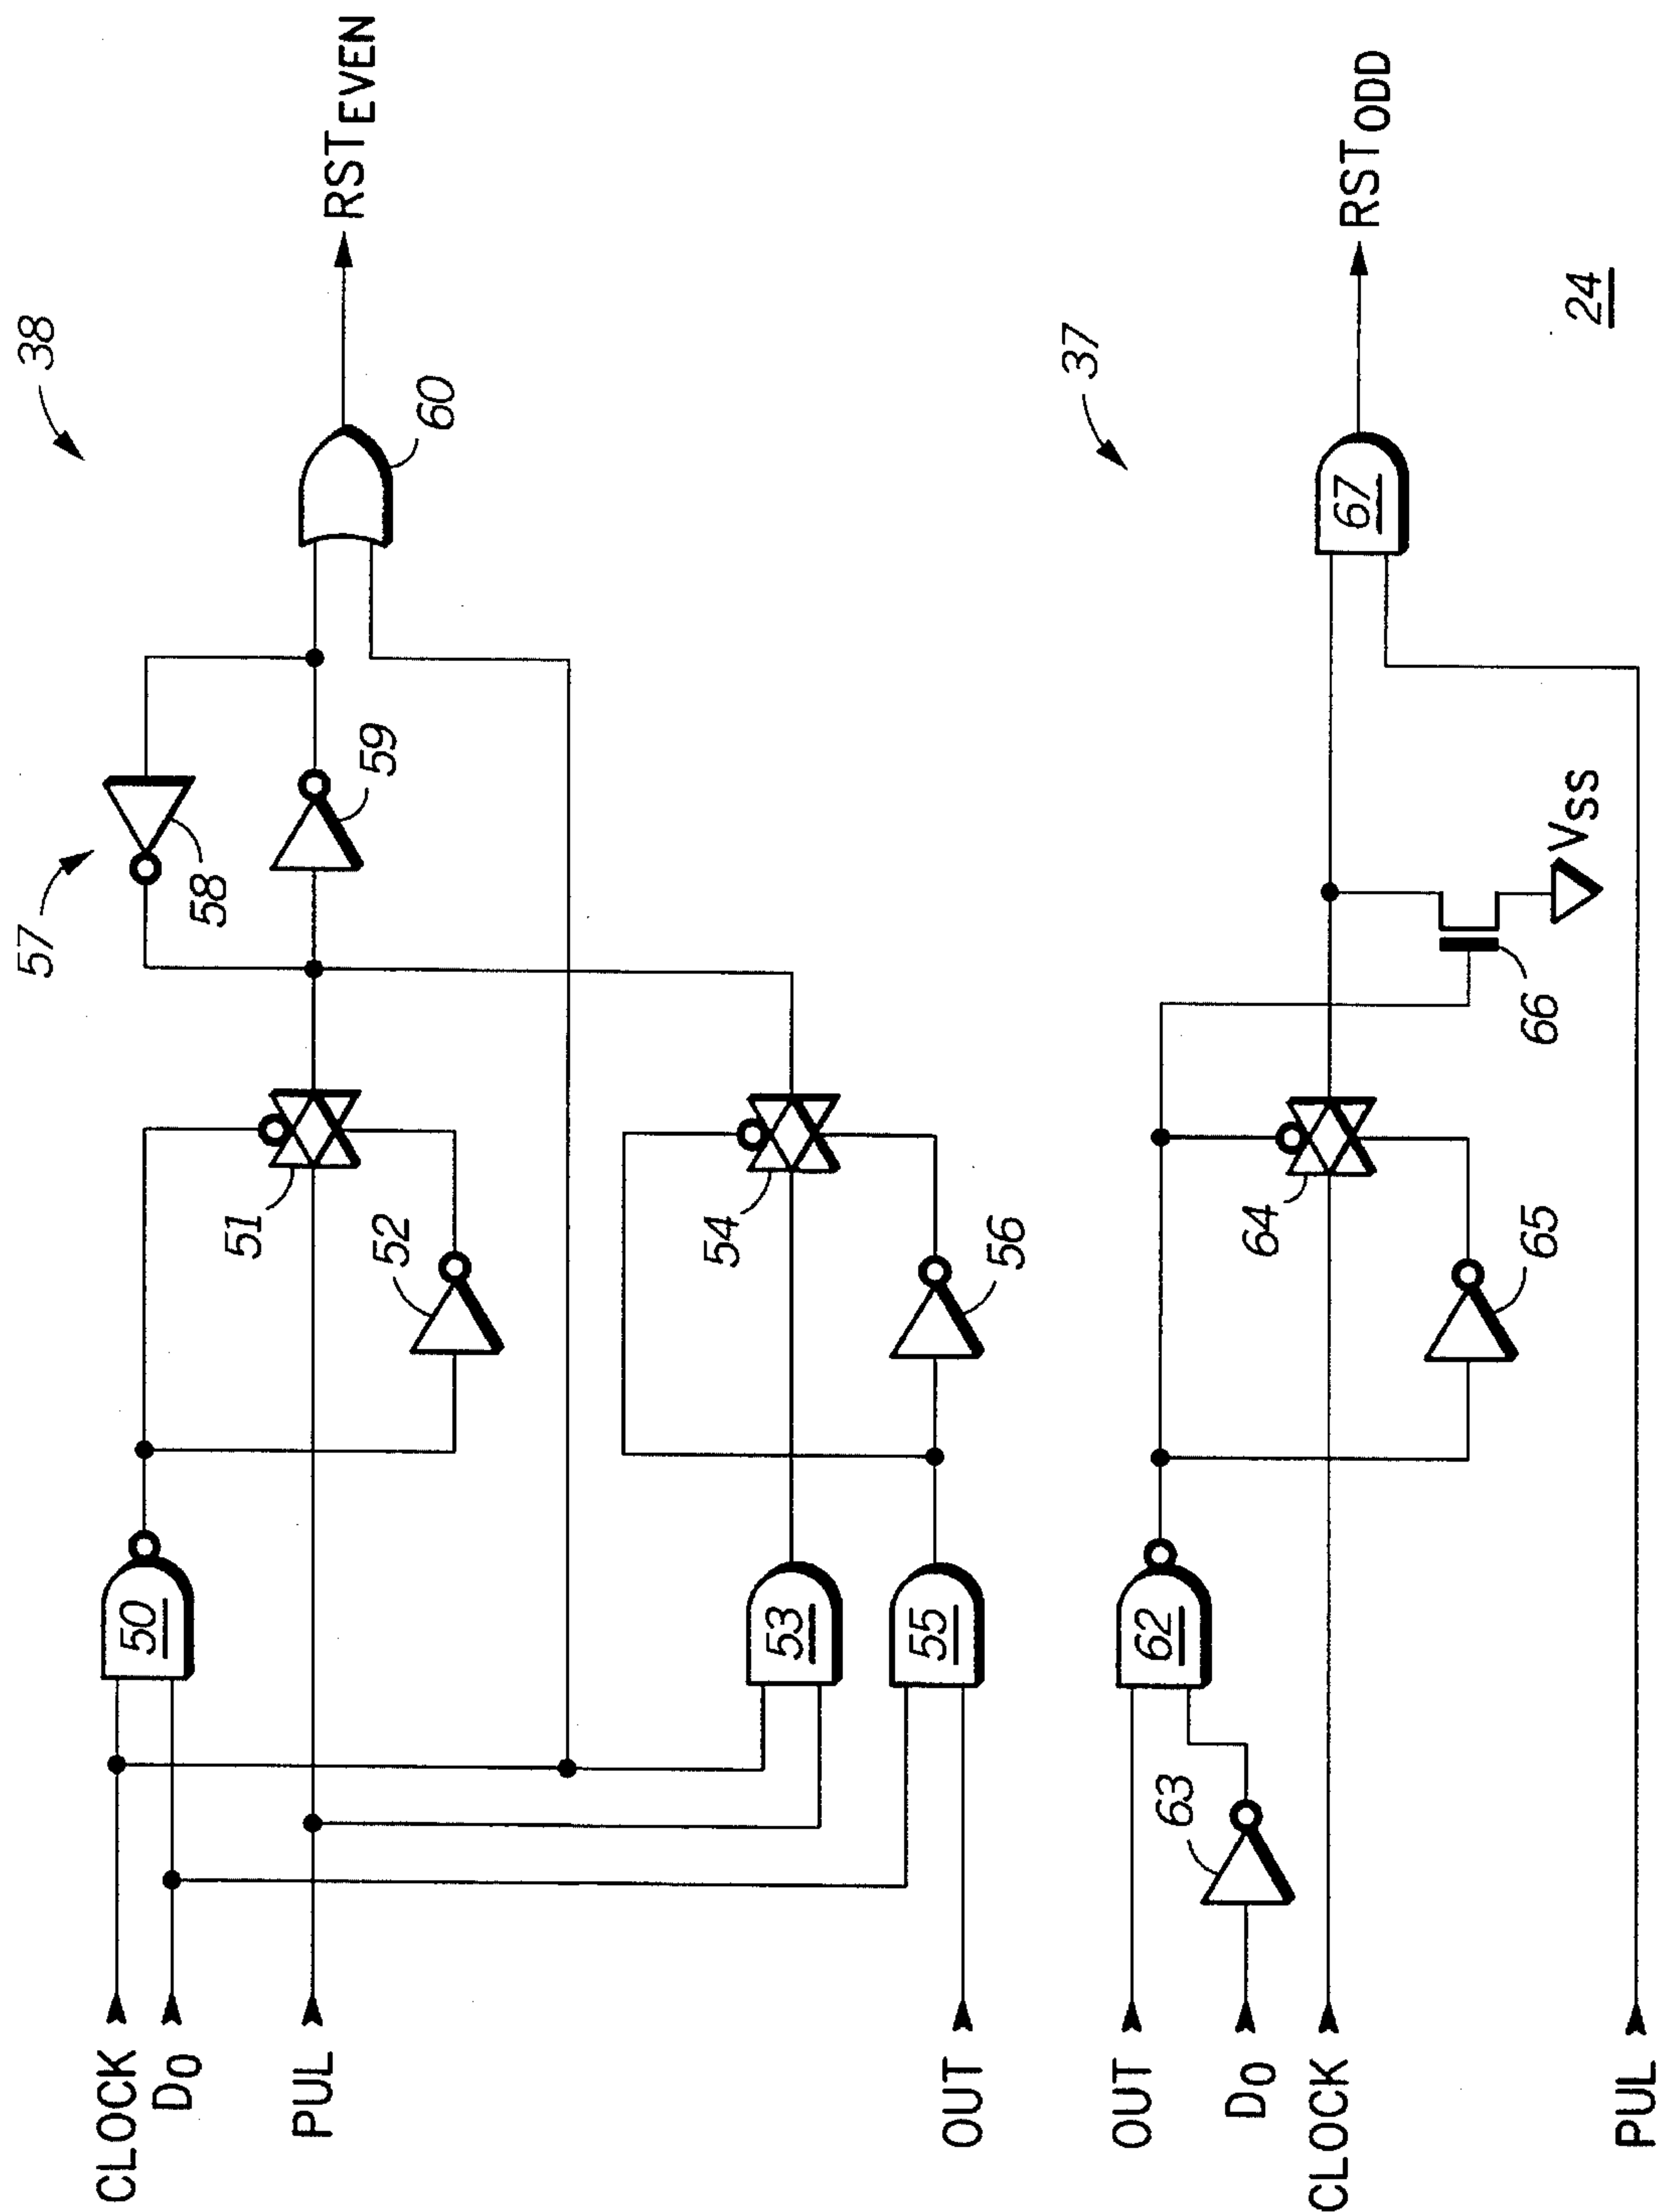 38
57
CLOCK
D0
50
51
52
58
59
60
RSTEVEN
PUL
53
54
55
56
OUT
37
OUT
62
63
D0
CLOCK
64
65
66
VSS
67
RSTODD
PUL
24